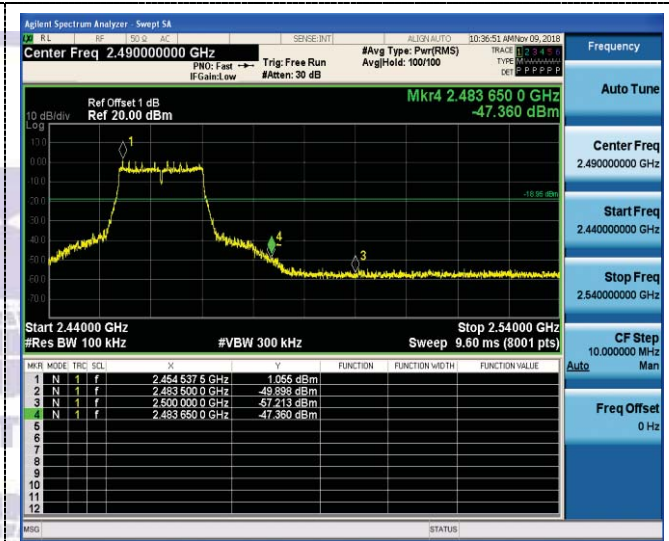 Agilent Spectrum Analyzer - Swept SA
RL RF 50 Ω AC SENSE:INT ALIGN AUTO 10:36:51 AM Nov 09, 2018
Center Freq 2.490000000 GHz #Avg Type: Pwr(RMS) TRACE 1 2 3 4 5 6
PNO: Fast Trig: Free Run Avg|Hold: 100/100 TYPE M
IFGain:Low #Atten: 30 dB DET P P P P P P
Ref Offset 1 dB Mkr4 2.483 650 0 GHz
10 dB/div Ref 20.00 dBm -47.360 dBm
Log
10.0
0.00
-10.0
-20.0
-30.0
-40.0
-50.0
-60.0
-70.0
1
-18.95 dBm
4
3
Start 2.44000 GHz Stop 2.54000 GHz
#Res BW 100 kHz #VBW 300 kHz Sweep 9.60 ms (8001 pts)
MKR MODE TRC SCL X Y FUNCTION FUNCTION WIDTH FUNCTION VALUE
1 N 1 f 2.454 537 5 GHz 1.055 dBm
2 N 1 f 2.483 500 0 GHz -49.898 dBm
3 N 1 f 2.500 000 0 GHz -57.213 dBm
4 N 1 f 2.483 650 0 GHz -47.360 dBm
5
6
7
8
9
10
11
12
MSG STATUS
Frequency
Auto Tune
Center Freq
2.490000000 GHz
Start Freq
2.440000000 GHz
Stop Freq
2.540000000 GHz
CF Step
10.000000 MHz
Auto Man
Freq Offset
0 Hz